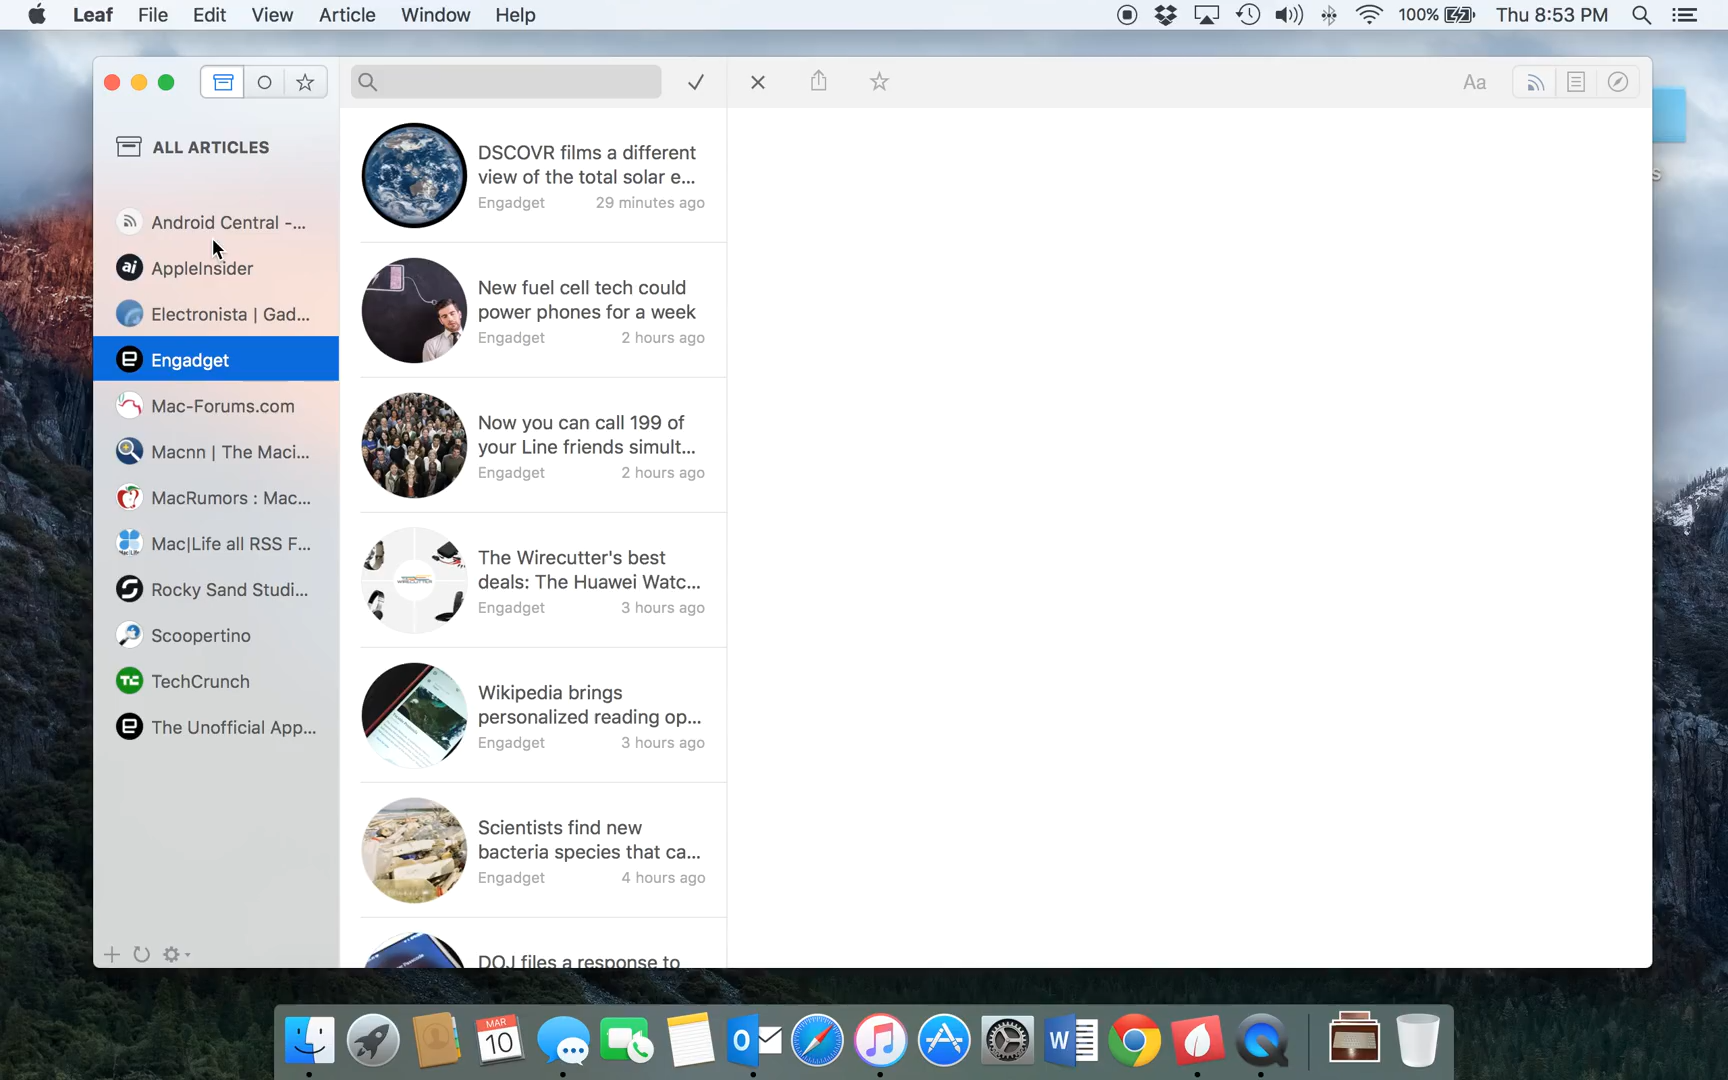 Leaf File Edit View Article Window Help 100% Thu 8:53 PM
Aa
ALL ARTICLES
Android Central -...
ai AppleInsider
Electronista | Gad...
Engadget
Mac-Forums.com
Macnn | The Maci...
MacRumors : Mac...
Mac|Life all RSS F...
Rocky Sand Studi...
Scoopertino
TC TechCrunch
The Unofficial App...
DSCOVR films a different
view of the total solar e...
Engadget 29 minutes ago
New fuel cell tech could
power phones for a week
Engadget 2 hours ago
Now you can call 199 of
your Line friends simult...
Engadget 2 hours ago
The Wirecutter's best
deals: The Huawei Watc...
Engadget 3 hours ago
Wikipedia brings
personalized reading op...
Engadget 3 hours ago
Scientists find new
bacteria species that ca...
Engadget 4 hours ago
DOJ files a response to
s
MAR
10